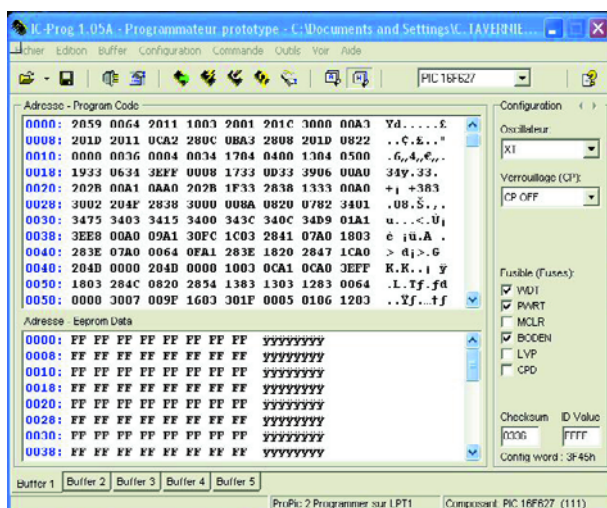 IC-Prog 1.05A - Programmateur prototype - C:\Documents and Settings\C.TAVERNIE...
Edition Buffer Configuration Commande Outils Voir Aide
PIC 16F627
Adresse - Program Code
0000: 2059 0064 2011 1003 2001 201C 3000 00A3 Yd.....£
0008: 201D 2011 0CA2 280C 0BA3 2808 201D 0822 ..¢.£.."
0010: 0000 0036 0004 0034 1704 0400 1304 0500
0018: 1933 0634 3EFF 0008 1733 0D33 3906 00A0 34ÿ.33.
0020: 202B 00A1 0AA0 202B 1F33 2838 1333 00A0 +¡ +383
0028: 3002 204F 2838 3000 008A 0820 0782 3401 .O8.Š.‚.
0030: 3475 3403 3415 3400 343C 340C 34D9 01A1 u...<.Ù¡
0038: 3EE8 00A0 09A1 30FC 1C03 2841 07A0 1803 è ¡ü.A .
0040: 283E 07A0 0064 0FA1 283E 1820 2847 1CA0 > d¡>.G
0048: 204D 0000 204D 0000 1003 0CA1 0CA0 3EFF K.K..¡ ÿ
0050: 1803 284C 0820 2854 1383 1303 1283 0064 .L.Tƒ.ƒd
0050: 0000 3007 009F 1603 301F 0005 0106 1203 ..Ÿƒ..†ƒ
Adresse - Eeprom Data
0000: FF FF FF FF FF FF FF FF ÿÿÿÿÿÿÿÿ
0008: FF FF FF FF FF FF FF FF ÿÿÿÿÿÿÿÿ
0010: FF FF FF FF FF FF FF FF ÿÿÿÿÿÿÿÿ
0018: FF FF FF FF FF FF FF FF ÿÿÿÿÿÿÿÿ
0020: FF FF FF FF FF FF FF FF ÿÿÿÿÿÿÿÿ
0028: FF FF FF FF FF FF FF FF ÿÿÿÿÿÿÿÿ
0030: FF FF FF FF FF FF FF FF ÿÿÿÿÿÿÿÿ
0038: FF FF FF FF FF FF FF FF ÿÿÿÿÿÿÿÿ
Configuration
Oscillateur:
XT
Verrouillage (CP):
CP OFF
Fusible (Fuses):
WDT
PWRT
MCLR
BODEN
LVP
CPD
Checksum ID Value
0336 FFFF
Config word : 3F45h
Buffer 1 Buffer 2 Buffer 3 Buffer 4 Buffer 5
ProPic 2 Programmer sur LPT1 Composant: PIC 16F627 (111)